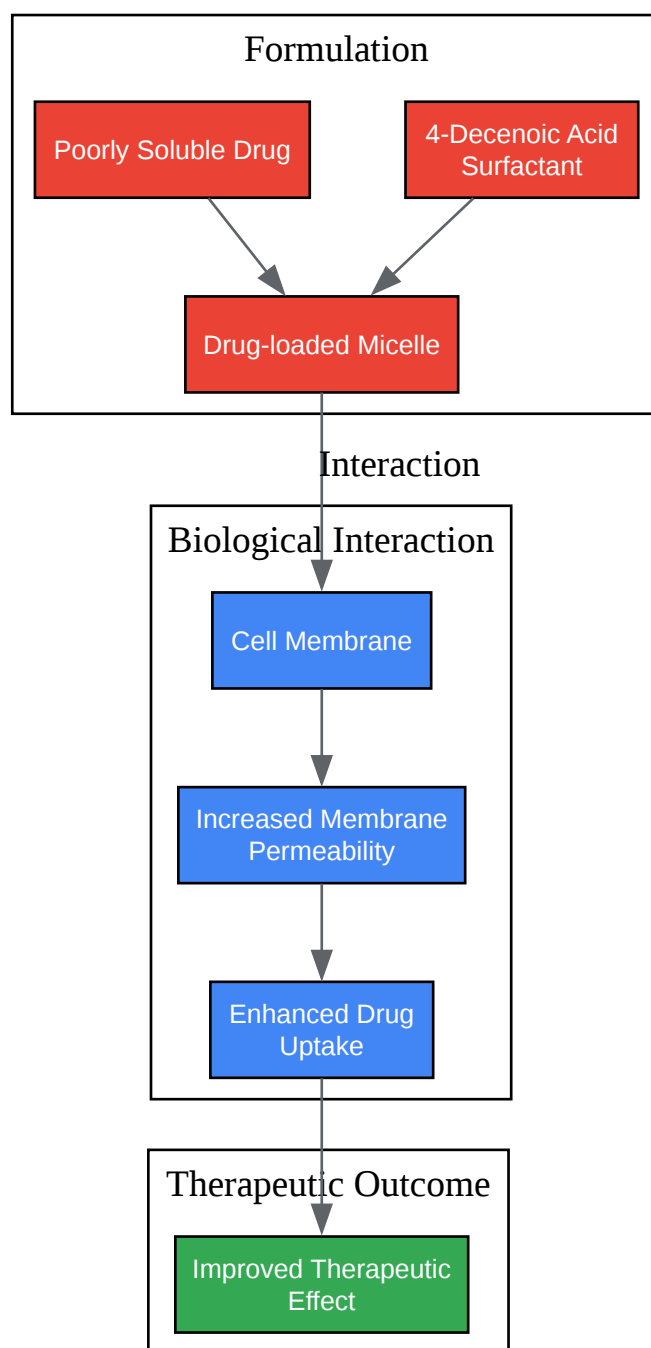 Formulation
Poorly Soluble Drug
4-Decenoic Acid
Surfactant
Drug-loaded Micelle
Interaction
Biological Interaction
Cell Membrane
Increased Membrane
Permeability
Enhanced Drug
Uptake
Therapeutic Outcome
Improved Therapeutic
Effect